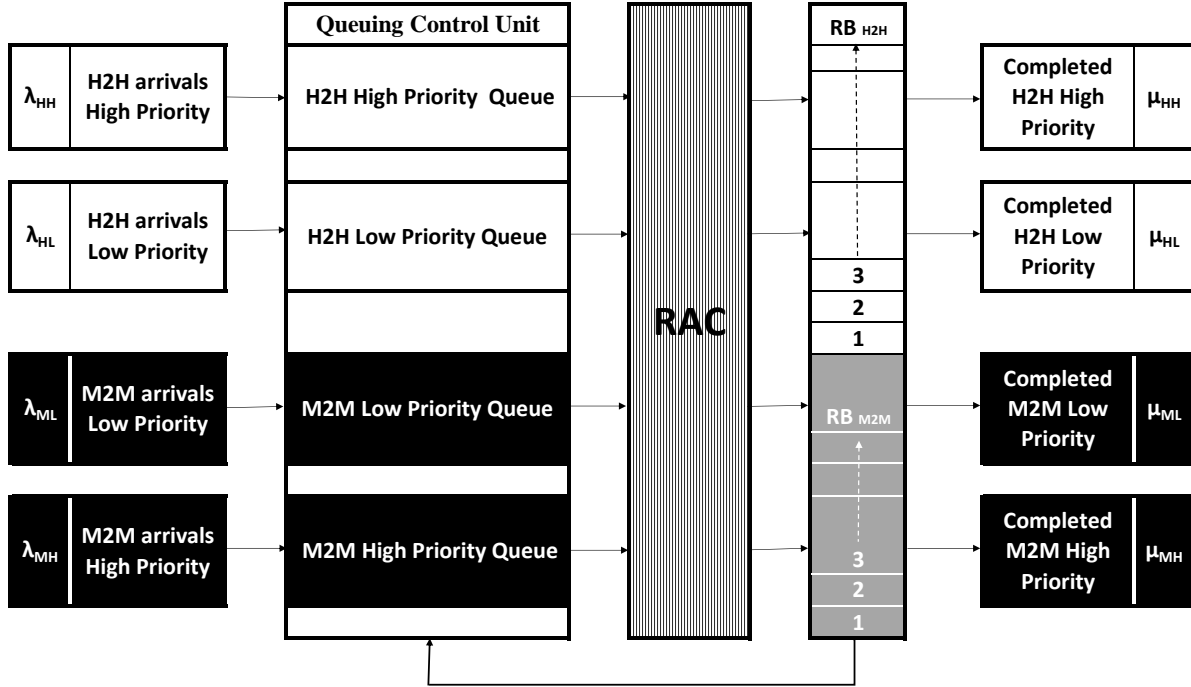 Queuing Control Unit
RB H2H
λHH
H2H arrivals
High Priority
H2H High Priority Queue
Completed
H2H High
Priority
μHH
λHL
H2H arrivals
Low Priority
H2H Low Priority Queue
Completed
H2H Low
Priority
μHL
RAC
3
2
1
λML
M2M arrivals
Low Priority
M2M Low Priority Queue
RB M2M
Completed
M2M Low
Priority
μML
λMH
M2M arrivals
High Priority
M2M High Priority Queue
3
2
1
Completed
M2M High
Priority
μMH